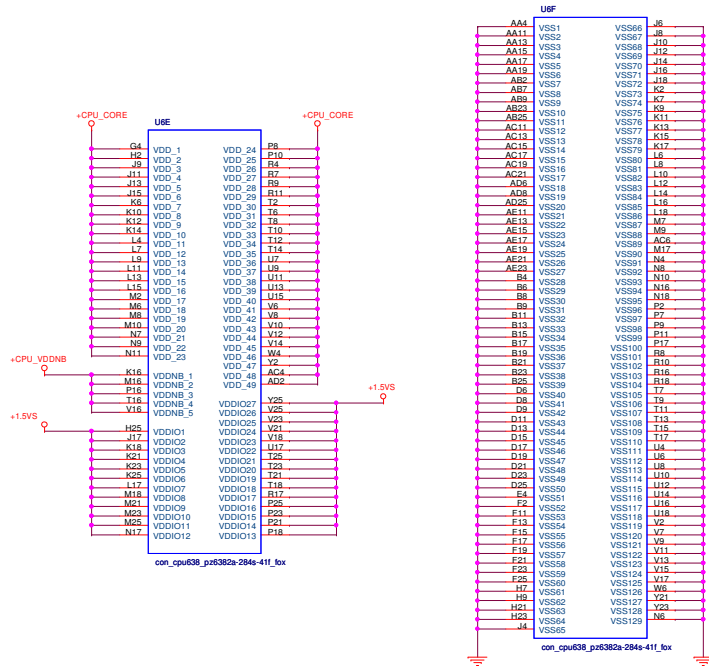 U6E
+CPU_CORE
+CPU_CORE
G4 VDD_1 VDD_24 P8
H2 VDD_2 VDD_25 P10
J9 VDD_3 VDD_26 R4
J11 VDD_4 VDD_27 R7
J13 VDD_5 VDD_28 R9
J15 VDD_6 VDD_29 R11
K6 VDD_7 VDD_30 T2
K10 VDD_8 VDD_31 T6
K12 VDD_9 VDD_32 T8
K14 VDD_10 VDD_33 T10
L4 VDD_11 VDD_34 T12
L7 VDD_12 VDD_35 T14
L9 VDD_13 VDD_36 U7
L11 VDD_14 VDD_37 U9
L13 VDD_15 VDD_38 U11
L15 VDD_16 VDD_39 U13
M2 VDD_17 VDD_40 U15
M6 VDD_18 VDD_41 V6
M8 VDD_19 VDD_42 V8
M10 VDD_20 VDD_43 V10
N7 VDD_21 VDD_44 V12
N9 VDD_22 VDD_45 V14
N11 VDD_23 VDD_46 W4
VDD_47 Y2
+CPU_VDDNB
K16 VDDNB_1 VDD_48 AC4
M16 VDDNB_2 VDD_49 AD2
P16 VDDNB_3
T16 VDDNB_4 VDDIO27 Y25
V16 VDDNB_5 VDDIO26 V25
+1.5VS
+1.5VS
VDDIO25 V23
H25 VDDIO1 VDDIO24 V21
J17 VDDIO2 VDDIO23 V18
K18 VDDIO3 VDDIO22 U17
K21 VDDIO4 VDDIO21 T25
K23 VDDIO5 VDDIO20 T23
K25 VDDIO6 VDDIO19 T21
L17 VDDIO7 VDDIO18 T18
M18 VDDIO8 VDDIO17 R17
M21 VDDIO9 VDDIO16 P25
M23 VDDIO10 VDDIO15 P23
M25 VDDIO11 VDDIO14 P21
N17 VDDIO12 VDDIO13 P18
con_cpu638_pz6382a-284s-41f_fox
U6F
AA4 VSS1 VSS66 J6
AA11 VSS2 VSS67 J8
AA13 VSS3 VSS68 J10
AA15 VSS4 VSS69 J12
AA17 VSS5 VSS70 J14
AA19 VSS6 VSS71 J16
AB2 VSS7 VSS72 J18
AB7 VSS8 VSS73 K2
AB9 VSS9 VSS74 K7
AB23 VSS10 VSS75 K9
AB25 VSS11 VSS76 K11
AC11 VSS12 VSS77 K13
AC13 VSS13 VSS78 K15
AC15 VSS14 VSS79 K17
AC17 VSS15 VSS80 L6
AC19 VSS16 VSS81 L8
AC21 VSS17 VSS82 L10
AD6 VSS18 VSS83 L12
AD8 VSS19 VSS84 L14
AD25 VSS20 VSS85 L16
AE11 VSS21 VSS86 L18
AE13 VSS22 VSS87 M7
AE15 VSS23 VSS88 M9
AE17 VSS24 VSS89 AC6
AE19 VSS25 VSS90 M17
AE21 VSS26 VSS91 N4
AE23 VSS27 VSS92 N8
B4 VSS28 VSS93 N10
B6 VSS29 VSS94 N16
B8 VSS30 VSS95 N18
B9 VSS31 VSS96 P2
B11 VSS32 VSS97 P7
B13 VSS33 VSS98 P9
B15 VSS34 VSS99 P11
B17 VSS35 VSS100 P17
B19 VSS36 VSS101 R8
B21 VSS37 VSS102 R10
B23 VSS38 VSS103 R16
B25 VSS39 VSS104 R18
D6 VSS40 VSS105 T7
D8 VSS41 VSS106 T9
D9 VSS42 VSS107 T11
D11 VSS43 VSS108 T13
D13 VSS44 VSS109 T15
D15 VSS45 VSS110 T17
D17 VSS46 VSS111 U4
D19 VSS47 VSS112 U6
D21 VSS48 VSS113 U8
D23 VSS49 VSS114 U10
D25 VSS50 VSS115 U12
E4 VSS51 VSS116 U14
F2 VSS52 VSS117 U16
F11 VSS53 VSS118 U18
F13 VSS54 VSS119 V2
F15 VSS55 VSS120 V7
F17 VSS56 VSS121 V9
F19 VSS57 VSS122 V11
F21 VSS58 VSS123 V13
F23 VSS59 VSS124 V15
F25 VSS60 VSS125 V17
H7 VSS61 VSS126 W6
H9 VSS62 VSS127 Y21
H21 VSS63 VSS128 Y23
H23 VSS64 VSS129 N6
J4 VSS65
con_cpu638_pz6382a-284s-41f_fox